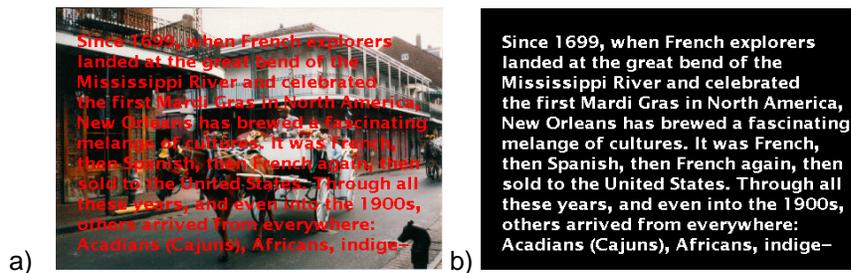 Since 1699, when French explorers
landed at the great bend of the
Mississippi River and celebrated
the first Mardi Gras in North America,
New Orleans has brewed a fascinating
melange of cultures. It was French,
then Spanish, then French again, then
sold to the United States. Through all
these years, and even into the 1900s,
others arrived from everywhere:
Acadians (Cajuns), Africans, indige–
a)
Since 1699, when French explorers
landed at the great bend of the
Mississippi River and celebrated
the first Mardi Gras in North America,
New Orleans has brewed a fascinating
melange of cultures. It was French,
then Spanish, then French again, then
sold to the United States. Through all
these years, and even into the 1900s,
others arrived from everywhere:
Acadians (Cajuns), Africans, indige–
b)